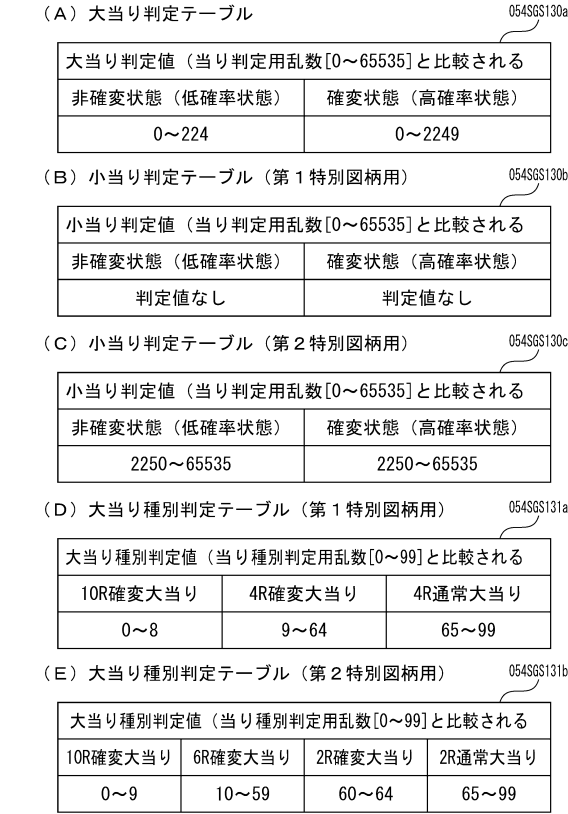 (A) 大当り判定テーブル 054SGS130a
大当り判定値（当り判定用乱数[0～65535]と比較される
非確変状態（低確率状態） 確変状態（高確率状態）
0～224 0～2249
(B) 小当り判定テーブル（第１特別図柄用） 054SGS130b
小当り判定値（当り判定用乱数[0～65535]と比較される
非確変状態（低確率状態） 確変状態（高確率状態）
判定値なし 判定値なし
(C) 小当り判定テーブル（第２特別図柄用） 054SGS130c
小当り判定値（当り判定用乱数[0～65535]と比較される
非確変状態（低確率状態） 確変状態（高確率状態）
2250～65535 2250～65535
(D) 大当り種別判定テーブル（第１特別図柄用） 054SGS131a
大当り種別判定値（当り種別判定用乱数[0～99]と比較される
10R確変大当り 4R確変大当り 4R通常大当り
0～8 9～64 65～99
(E) 大当り種別判定テーブル（第２特別図柄用） 054SGS131b
大当り種別判定値（当り種別判定用乱数[0～99]と比較される
10R確変大当り 6R確変大当り 2R確変大当り 2R通常大当り
0～9 10～59 60～64 65～99